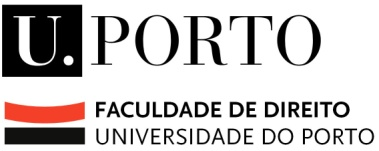 U. PORTO
FACULDADE DE DIREITO
UNIVERSIDADE DO PORTO